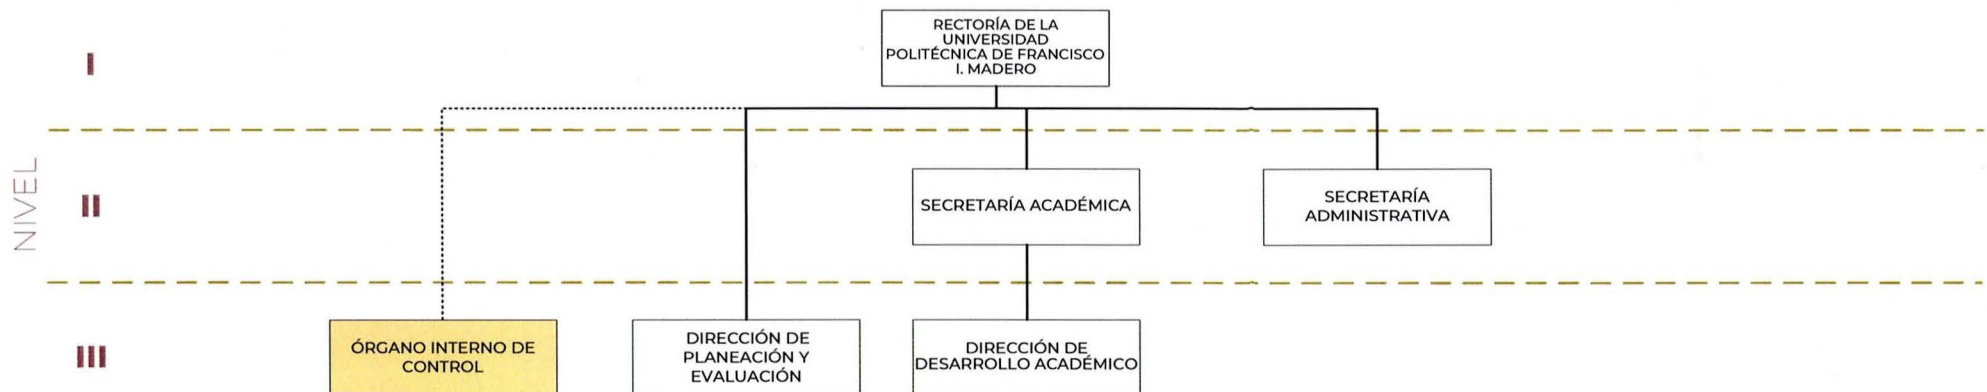 RECTORÍA DE LA
UNIVERSIDAD
POLITÉCNICA DE FRANCISCO
I. MADERO
I
NIVEL
II
SECRETARÍA ACADÉMICA
SECRETARÍA
ADMINISTRATIVA
III
ÓRGANO INTERNO DE
CONTROL
DIRECCIÓN DE
PLANEACIÓN Y
EVALUACIÓN
DIRECCIÓN DE
DESARROLLO ACADÉMICO